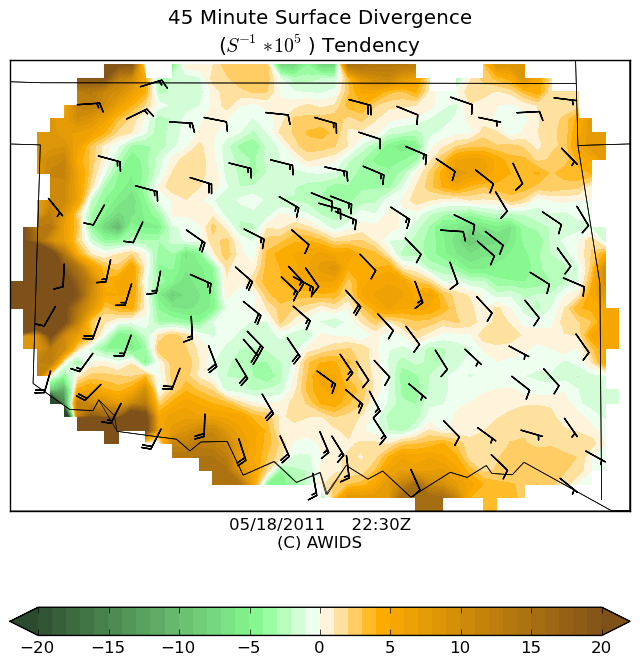 45 Minute Surface Divergence
(S⁻¹ * 10⁵ ) Tendency
05/18/2011 22:30Z
(C) AWIDS
−20 −15 −10 −5 0 5 10 15 20